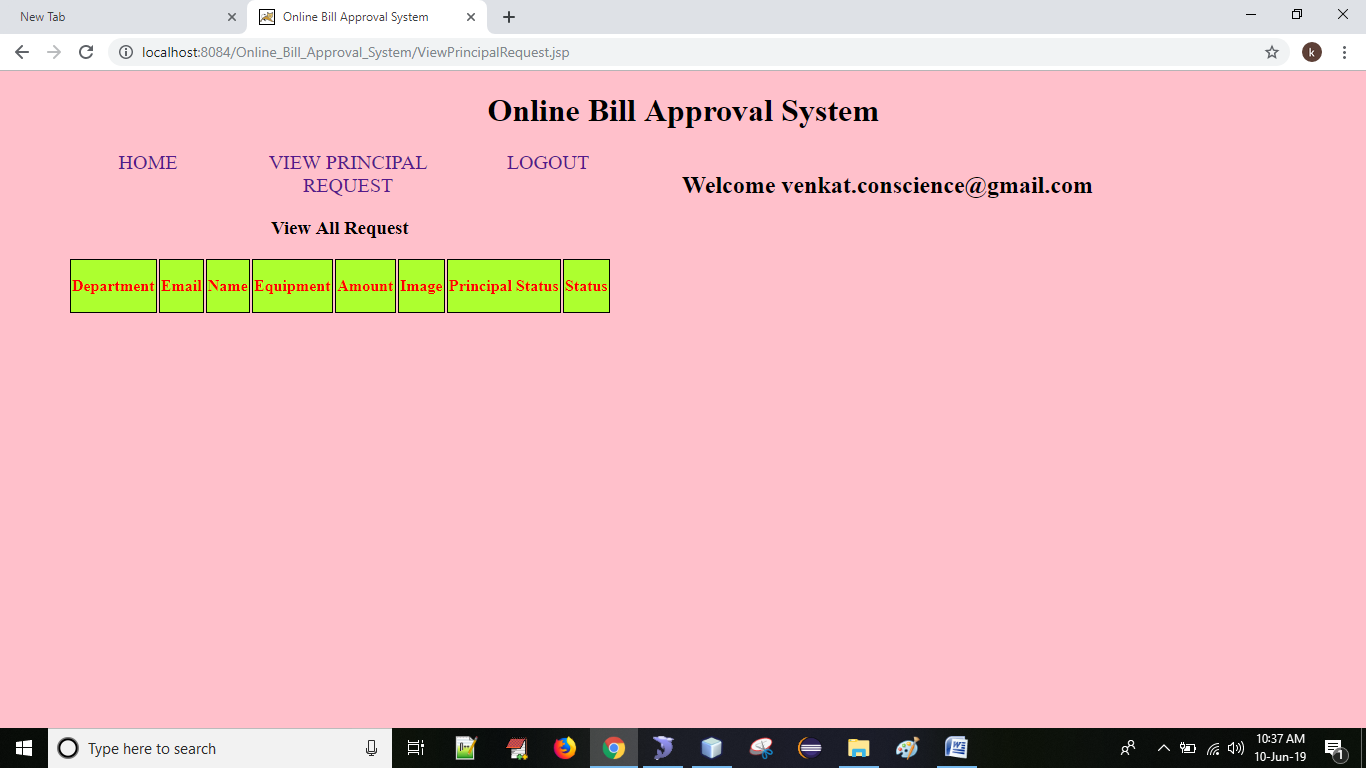 New Tab
Online Bill Approval System
localhost:8084/Online_Bill_Approval_System/ViewPrincipalRequest.jsp
k
Online Bill Approval System
HOME
VIEW PRINCIPAL
REQUEST
LOGOUT
Welcome venkat.conscience@gmail.com
View All Request
Department Email Name Equipment Amount Image Principal Status Status
Type here to search
10:37 AM
10-Jun-19
1